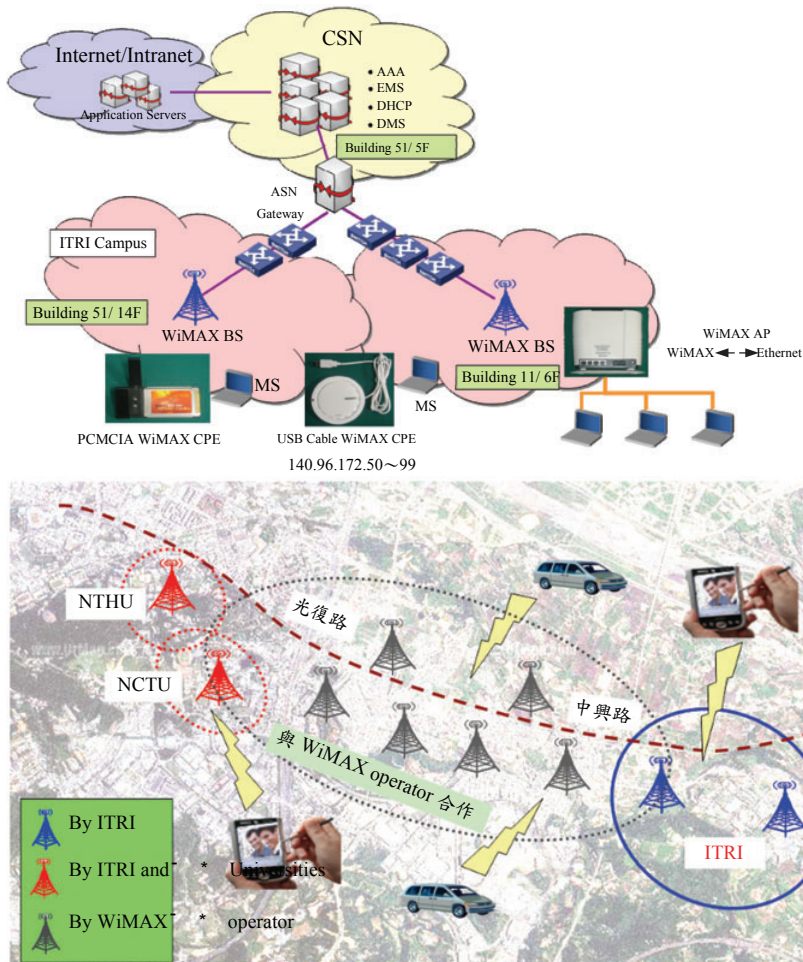 CSN
Internet/Intranet
Application Servers
• AAA
• EMS
• DHCP
• DMS
Building 51/ 5F
ASN
Gateway
ITRI Campus
Building 51/ 14F
WiMAX BS
WiMAX BS
Building 11/ 6F
WiMAX AP
WiMAX Ethernet
MS
MS
PCMCIA WiMAX CPE
USB Cable WiMAX CPE
140.96.172.50~99
NTHU
光復路
NCTU
中興路
與 WiMAX operator 合作
ITRI
By ITRI
By ITRI and- * Universities
By WiMAX- * operator